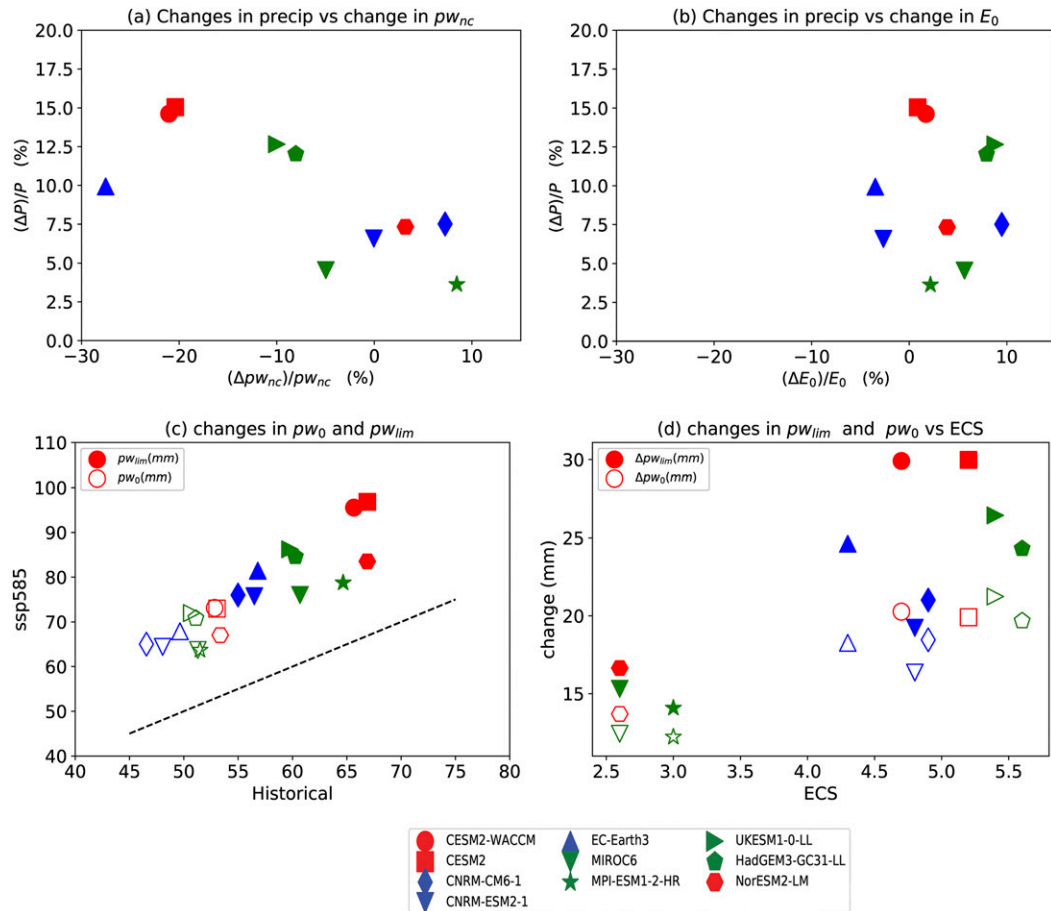 (a) Changes in precip vs change in pw_nc
20.0
17.5
15.0
12.5
10.0
7.5
5.0
2.5
0.0
(ΔP)/P (%)
−30 −20 −10 0 10
(Δpw_nc)/pw_nc (%)
(b) Changes in precip vs change in E_0
20.0
17.5
15.0
12.5
10.0
7.5
5.0
2.5
0.0
(ΔP)/P (%)
−30 −20 −10 0 10
(ΔE_0)/E_0 (%)
(c) changes in pw_0 and pw_lim
pw_lim(mm)
pw_0(mm)
110
100
90
80
70
60
50
40
ssp585
40 45 50 55 60 65 70 75 80
Historical
(d) changes in pw_lim and pw_0 vs ECS
Δpw_lim(mm)
Δpw_0(mm)
30
25
20
15
change (mm)
2.5 3.0 3.5 4.0 4.5 5.0 5.5
ECS
CESM2-WACCM
CESM2
CNRM-CM6-1
CNRM-ESM2-1
EC-Earth3
MIROC6
MPI-ESM1-2-HR
UKESM1-0-LL
HadGEM3-GC31-LL
NorESM2-LM